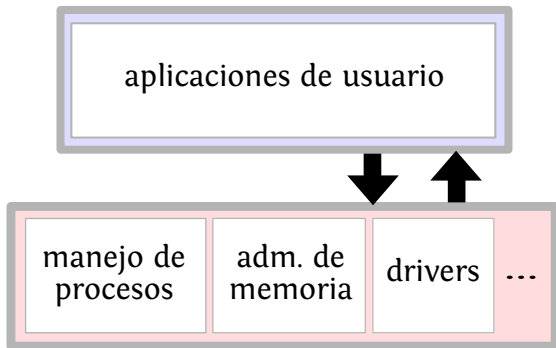 aplicaciones de usuario
manejo de
procesos
adm. de
memoria
drivers
...